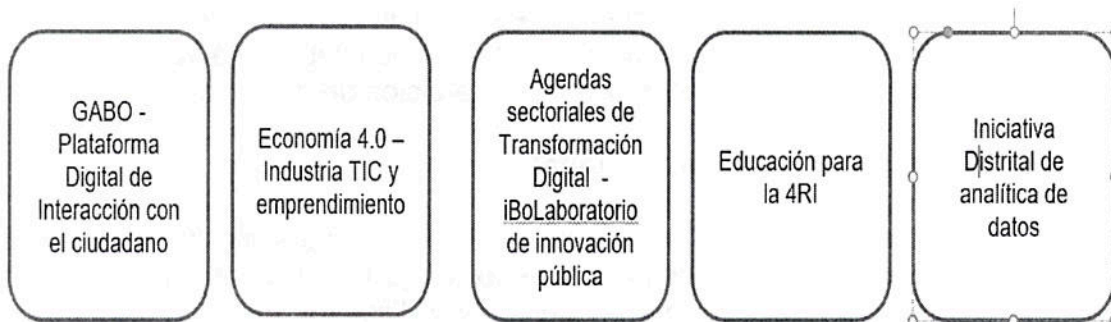 GABO -
Plataforma
Digital de
Interacción con
el ciudadano
Economía 4.0 –
Industria TIC y
emprendimiento
Agendas
sectoriales de
Transformación
Digital -
iBoLaboratorio
de innovación
pública
Educación para
la 4RI
Iniciativa
Distrital de
analítica de
datos